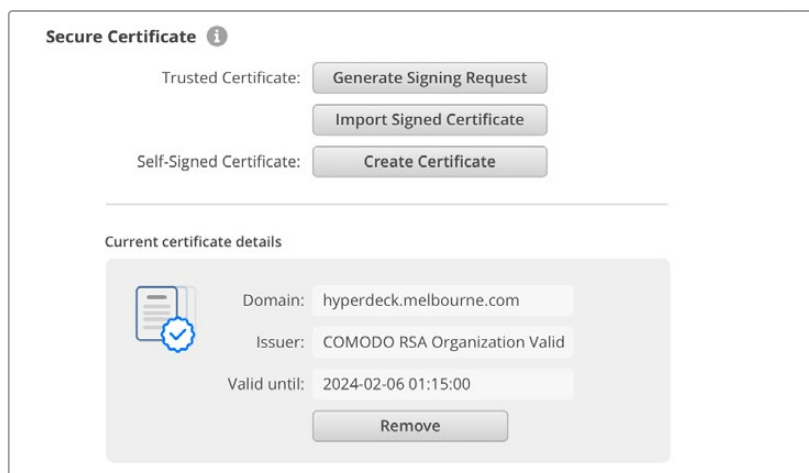 Secure Certificate
Trusted Certificate: Generate Signing Request
Import Signed Certificate
Self-Signed Certificate: Create Certificate
Current certificate details
Domain: hyperdeck.melbourne.com
Issuer: COMODO RSA Organization Valid
Valid until: 2024-02-06 01:15:00
Remove